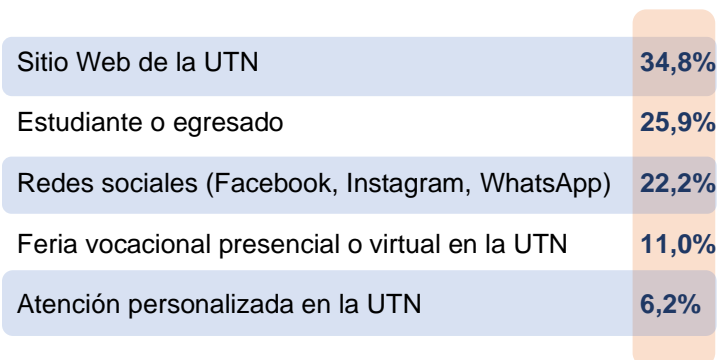 Sitio Web de la UTN 34,8%
Estudiante o egresado 25,9%
Redes sociales (Facebook, Instagram, WhatsApp) 22,2%
Feria vocacional presencial o virtual en la UTN 11,0%
Atención personalizada en la UTN 6,2%